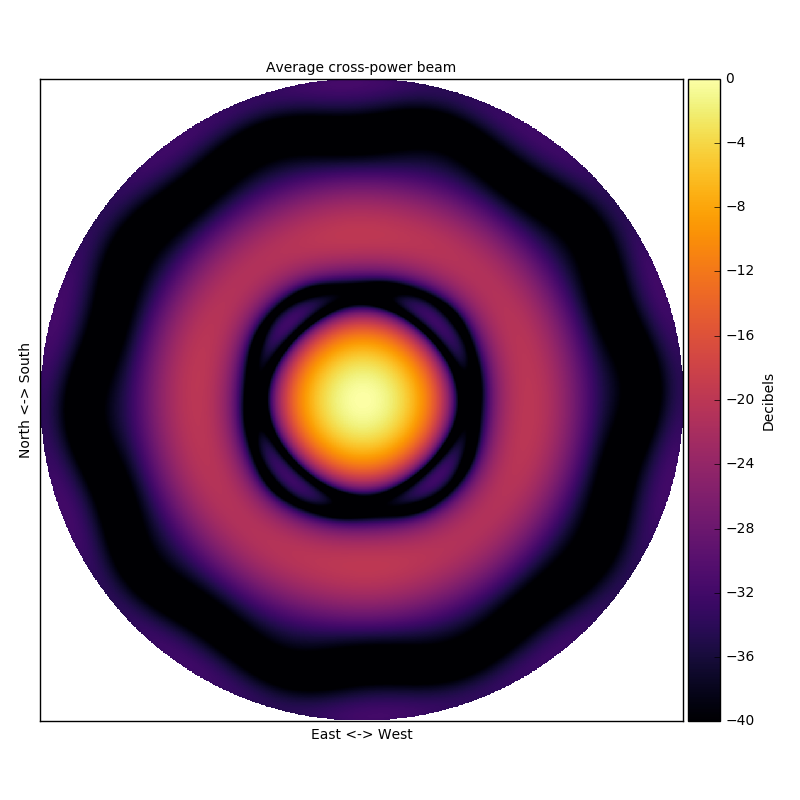 Average cross-power beam
North <-> South
East <-> West
0
−4
−8
−12
−16
−20
−24
−28
−32
−36
−40
Decibels